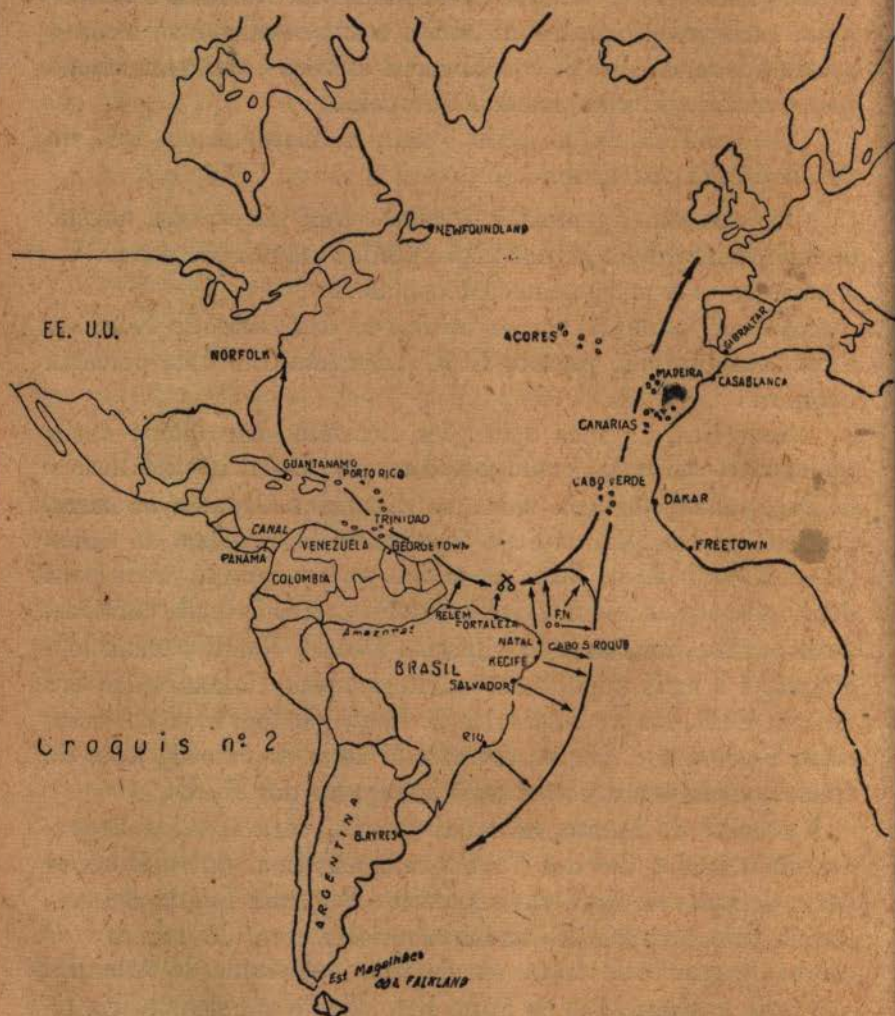 NEWFOUNDLAND
EE. U.U.
NORFOLK
AÇORES
GIBRALTAR
MADEIRA
CASABLANCA
CANARIAS
GUANTANAMO
PORTO RICO
CABO VERDE
DAKAR
TRINIDAD
CANAL
PANAMA
VENEZUELA
GEORGETOWN
FREETOWN
COLOMBIA
BELEM
FORTALEZA
F.N
Amazonas
NATAL
CABO S. ROQUE
RECIFE
BRASIL
SALVADOR
Croquis nº 2
RIO
B.AYRES
ARGENTINA
Est Magalhães
FALKLAND